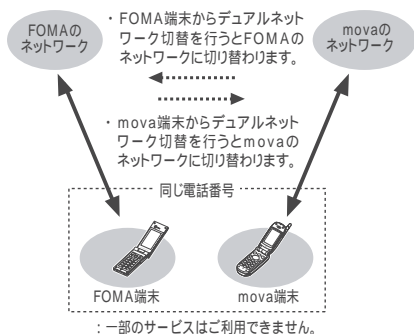 FOMAの
ネットワーク
・FOMA端末からデュアルネット
ワーク切替を行うとFOMAの
ネットワークに切り替わります。
movaの
ネットワーク
・mova端末からデュアルネット
ワーク切替を行うとmovaの
ネットワークに切り替わります。
同じ電話番号
FOMA端末
mova端末
：一部のサービスはご利用できません。